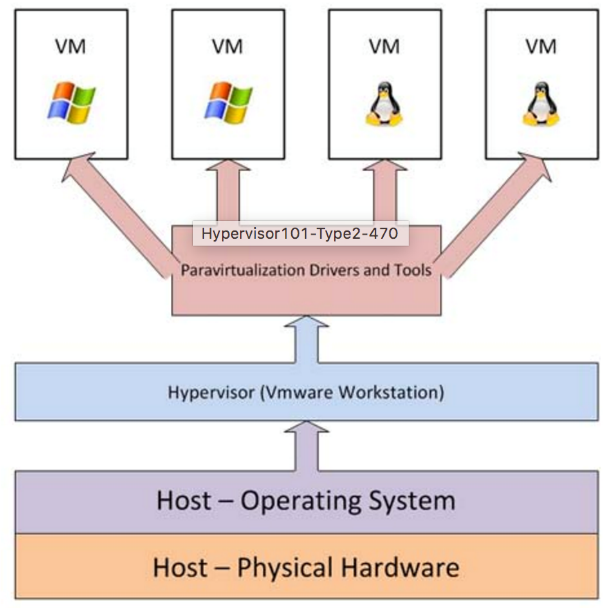 VM
VM
VM
VM
Hypervisor101-Type2-470
Paravirtualization Drivers and Tools
Hypervisor (Vmware Workstation)
Host – Operating System
Host – Physical Hardware